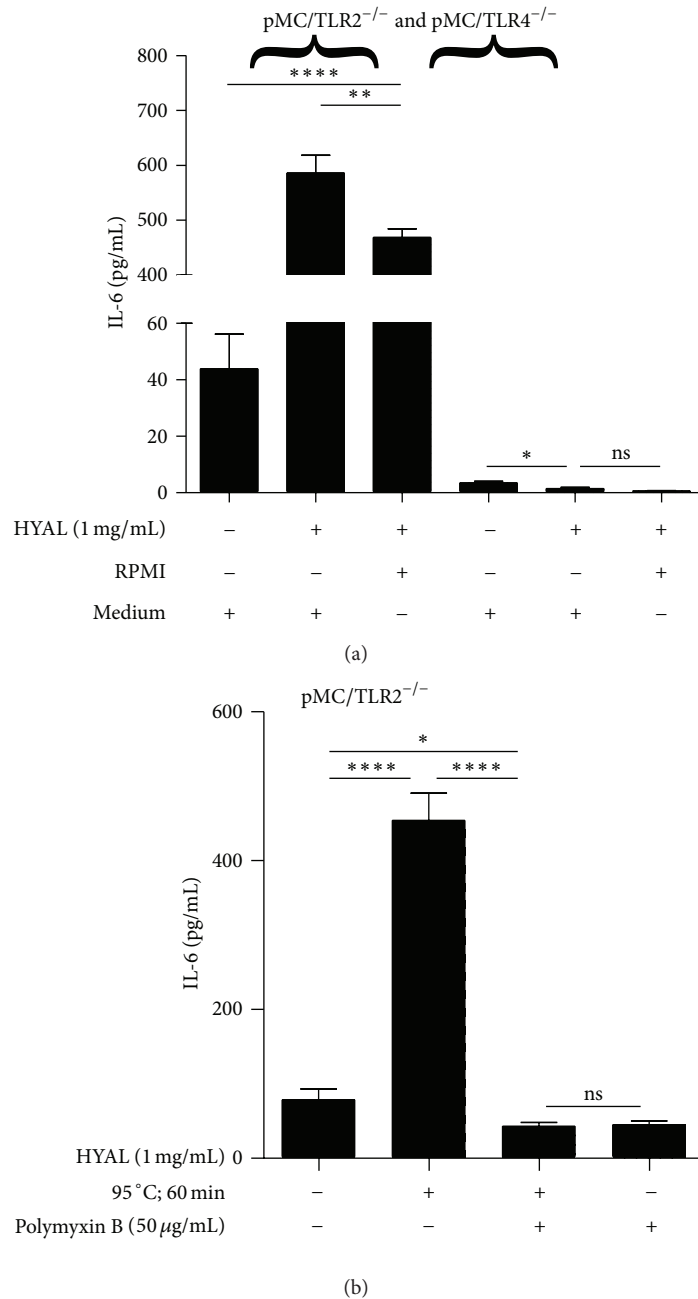 pMC/TLR2−/− and pMC/TLR4−/−
800
∗∗∗∗
700
∗∗
600
500
400
IL-6 (pg/mL)
60
40
20
∗
ns
0
HYAL (1 mg/mL) − + + − + +
RPMI − − + − − +
Medium + + − + + −
(a)
pMC/TLR2−/−
600
∗
∗∗∗∗ ∗∗∗∗
400
IL-6 (pg/mL)
200
ns
HYAL (1 mg/mL) 0
95 °C; 60 min − + + −
Polymyxin B (50 μg/mL) − − + +
(b)